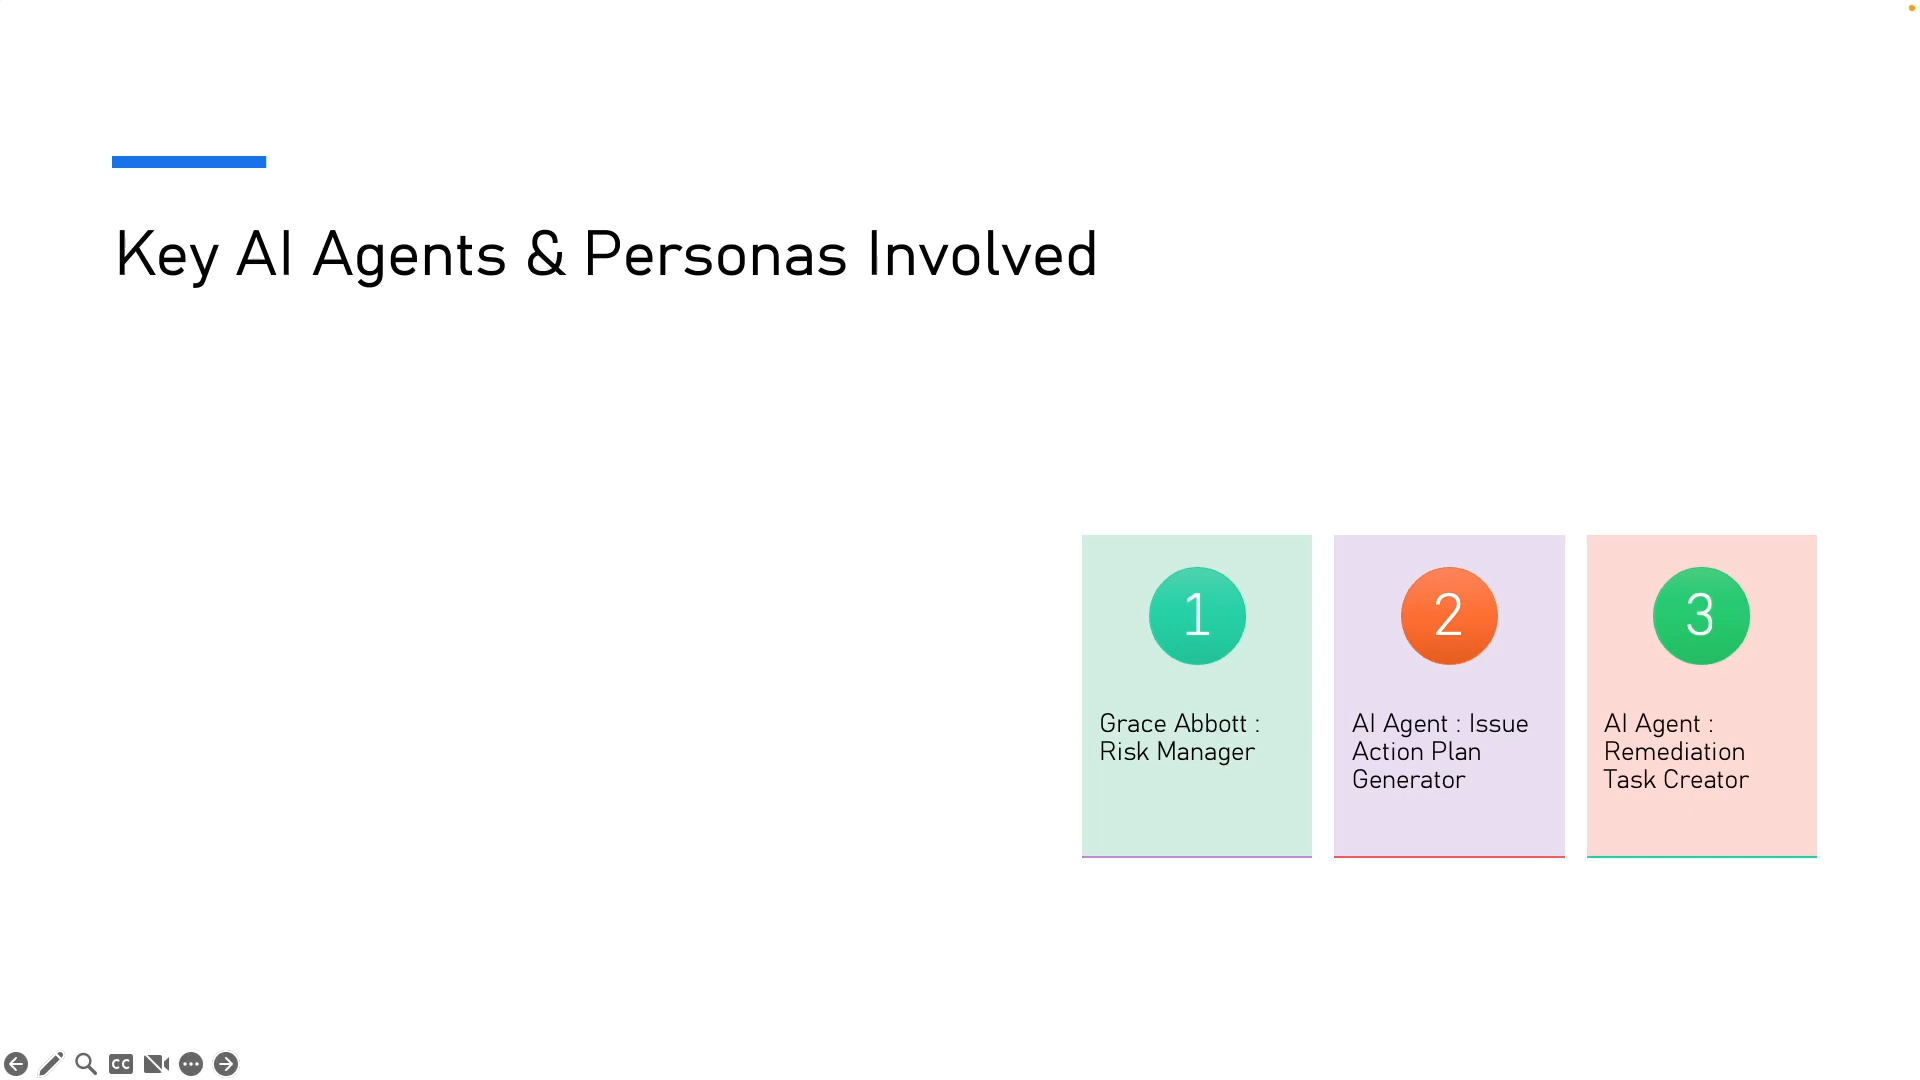 Key AI Agents & Personas Involved
1
Grace Abbott :
Risk Manager
2
AI Agent : Issue
Action Plan
Generator
3
AI Agent :
Remediation
Task Creator
CC